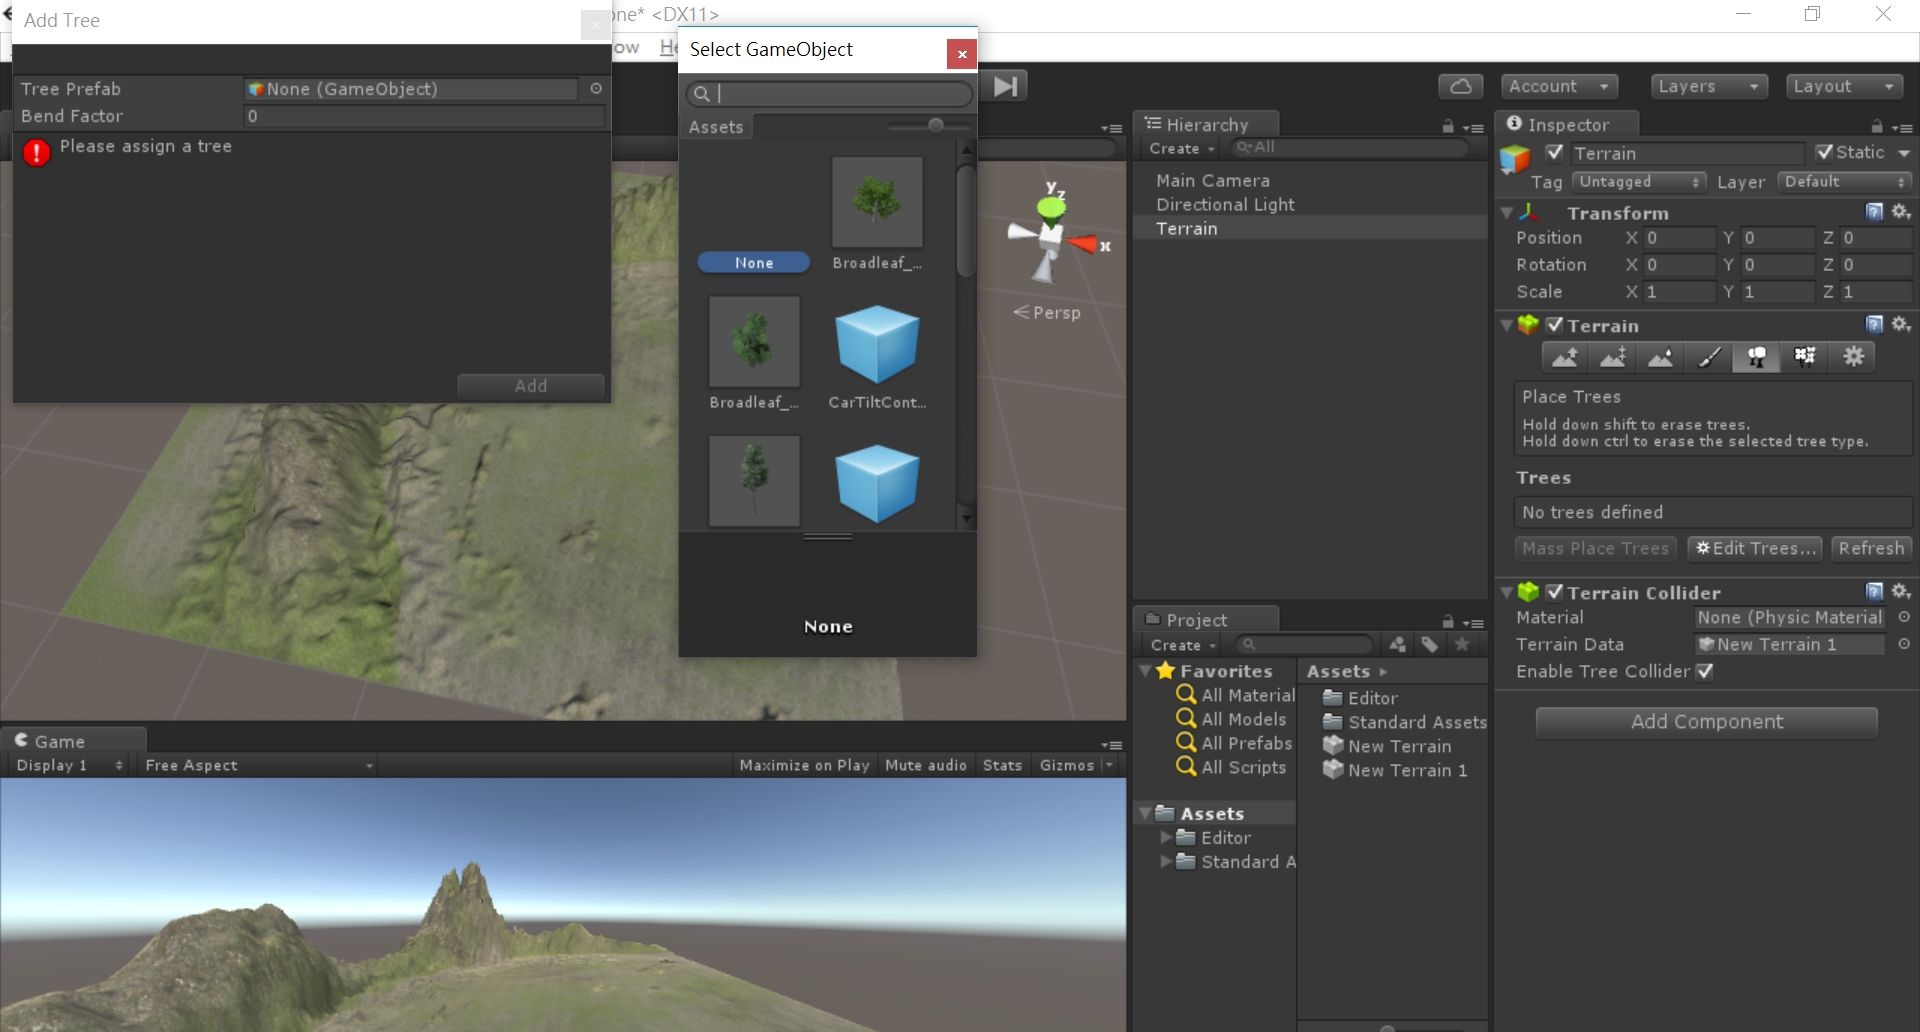 Add Tree
one* <DX11>
Select GameObject
Tree Prefab
None (GameObject)
Bend Factor
0
Please assign a tree
Add
Assets
None
Broadleaf_...
Broadleaf_...
CarTiltCont...
None
y
z
x
Persp
Account
Layers
Layout
Hierarchy
Create
All
Main Camera
Directional Light
Terrain
Inspector
Terrain
Static
Tag
Untagged
Layer
Default
Transform
Position X 0 Y 0 Z 0
Rotation X 0 Y 0 Z 0
Scale X 1 Y 1 Z 1
Terrain
Place Trees
Hold down shift to erase trees.
Hold down ctrl to erase the selected tree type.
Trees
No trees defined
Mass Place Trees
Edit Trees...
Refresh
Terrain Collider
Material
None (Physic Material
Terrain Data
New Terrain 1
Enable Tree Collider
Add Component
Project
Create
Favorites
All Material
All Models
All Prefabs
All Scripts
Assets
Editor
Standard A
Assets
Editor
Standard Assets
New Terrain
New Terrain 1
Game
Display 1
Free Aspect
Maximize on Play
Mute audio
Stats
Gizmos